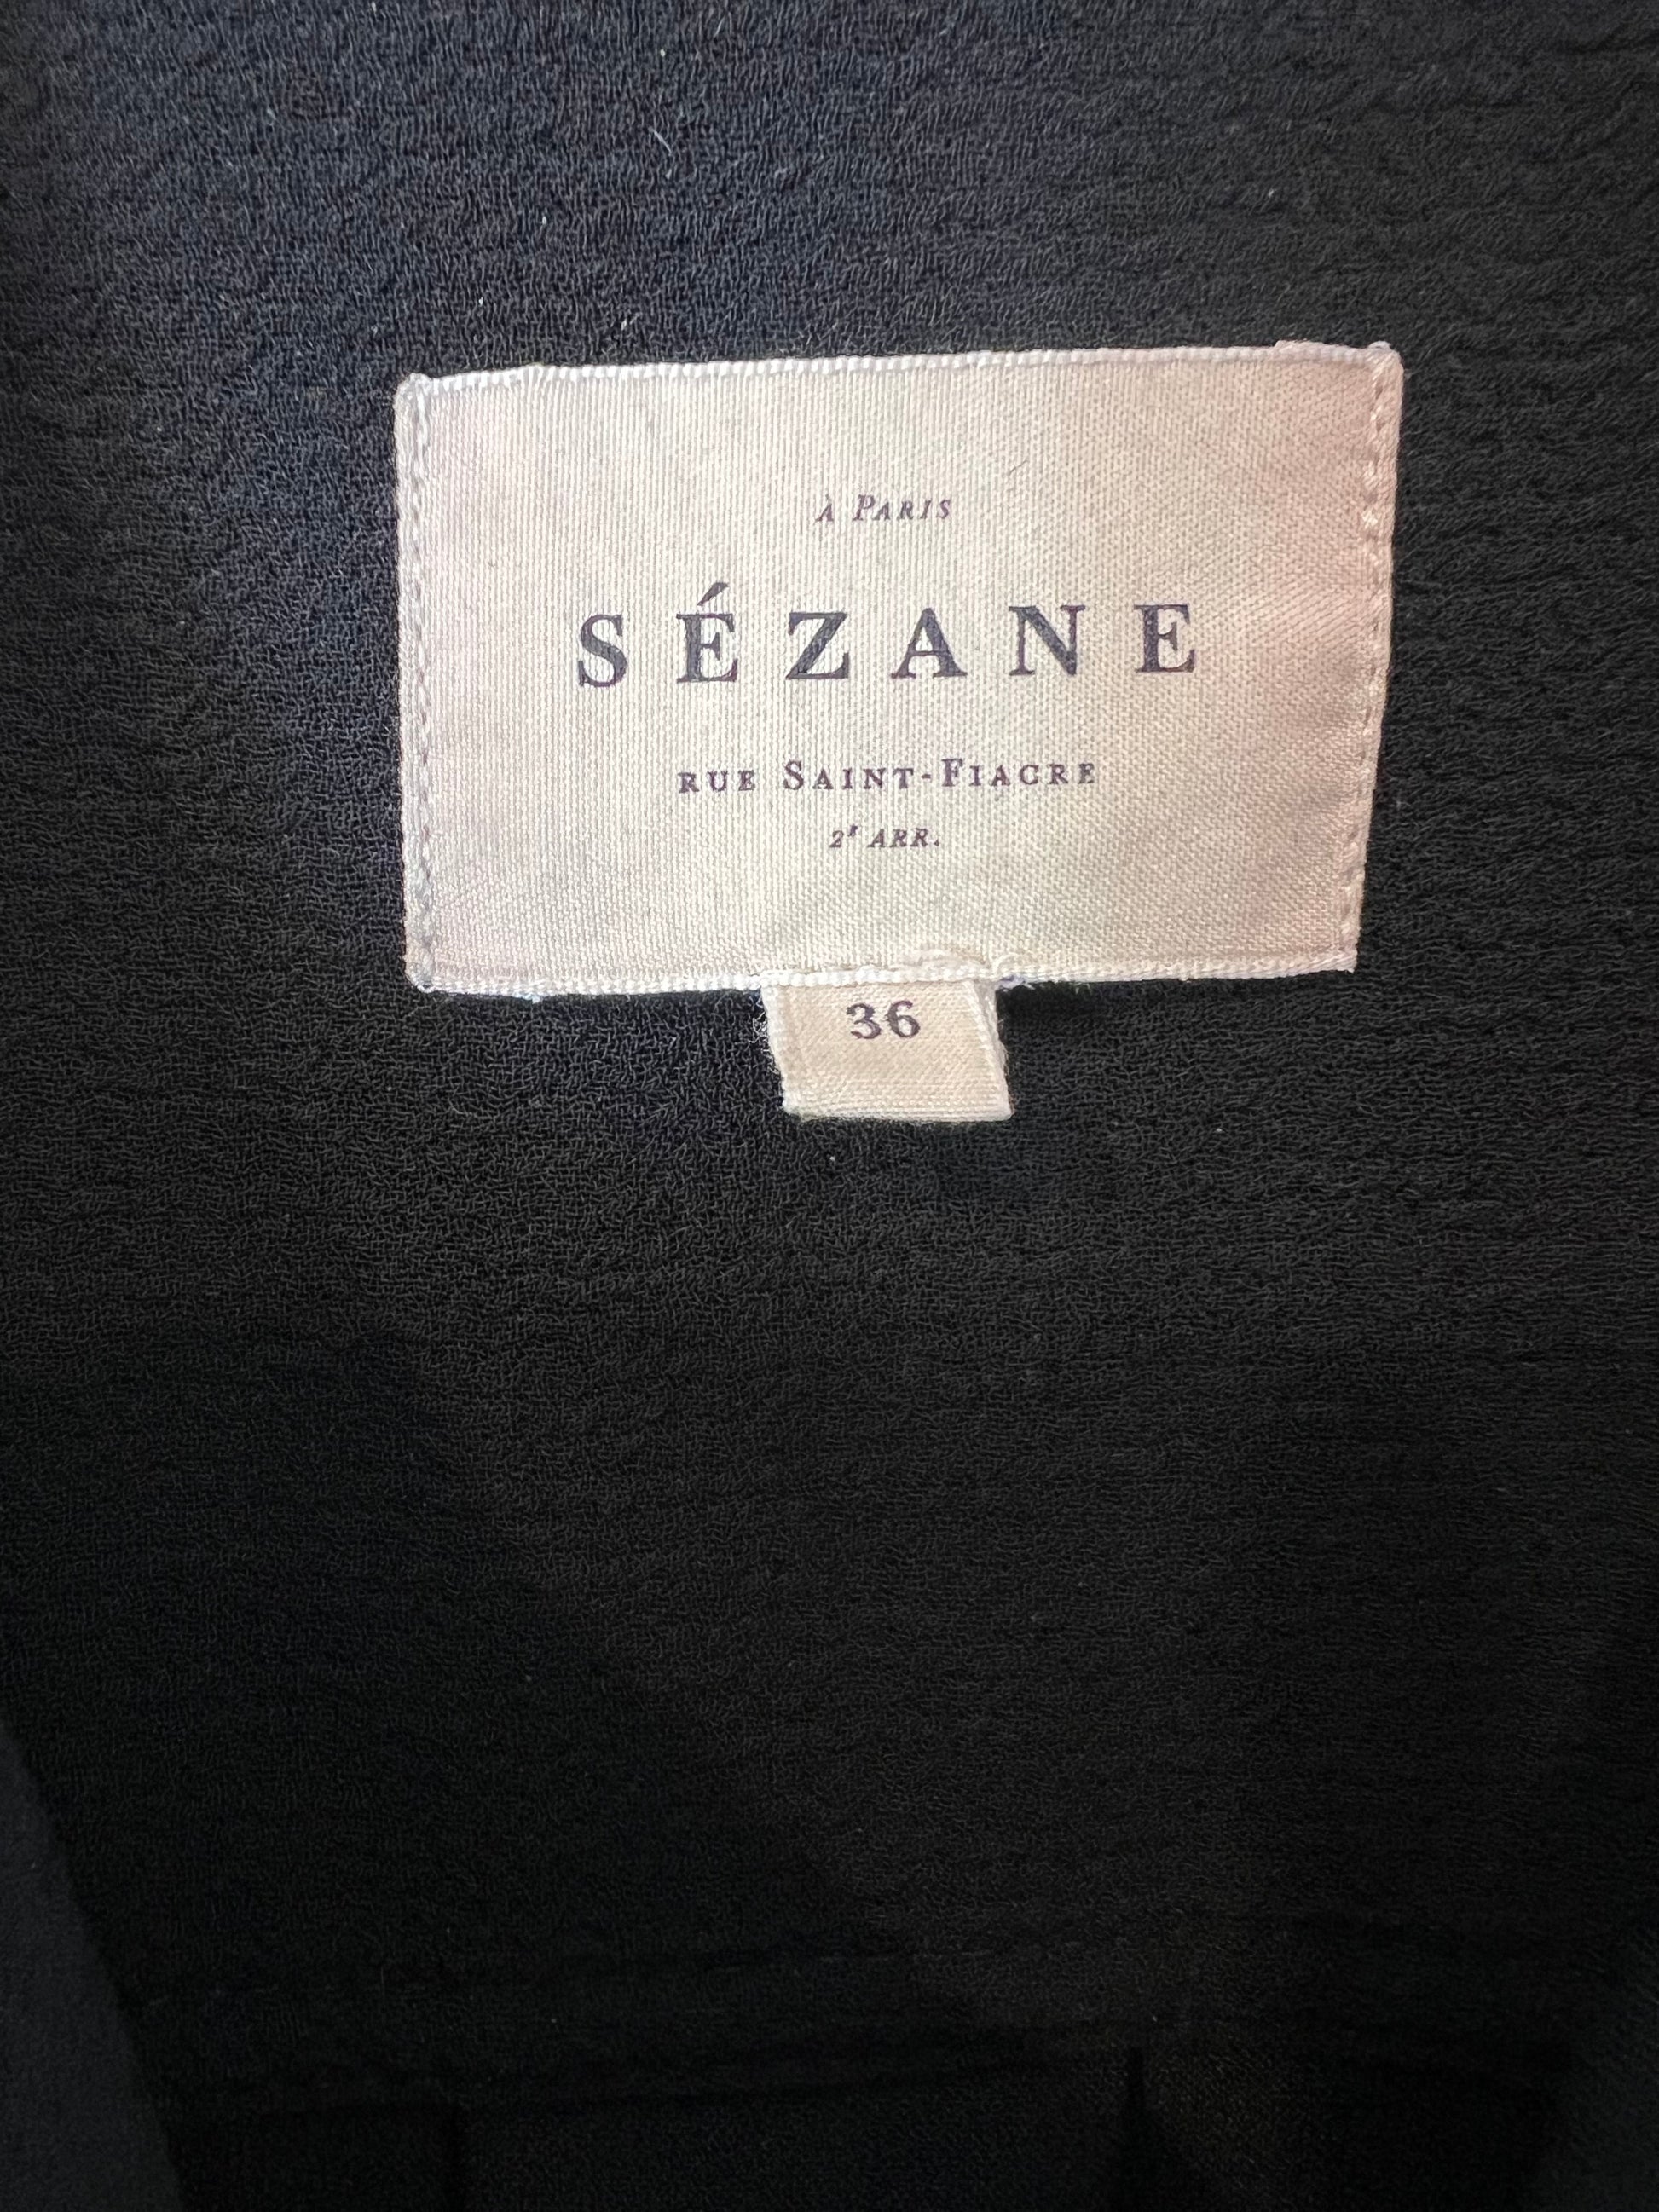 À PARIS
SÉZANE
RUE SAINT-FIACRE
2ᵉ ARR.
36